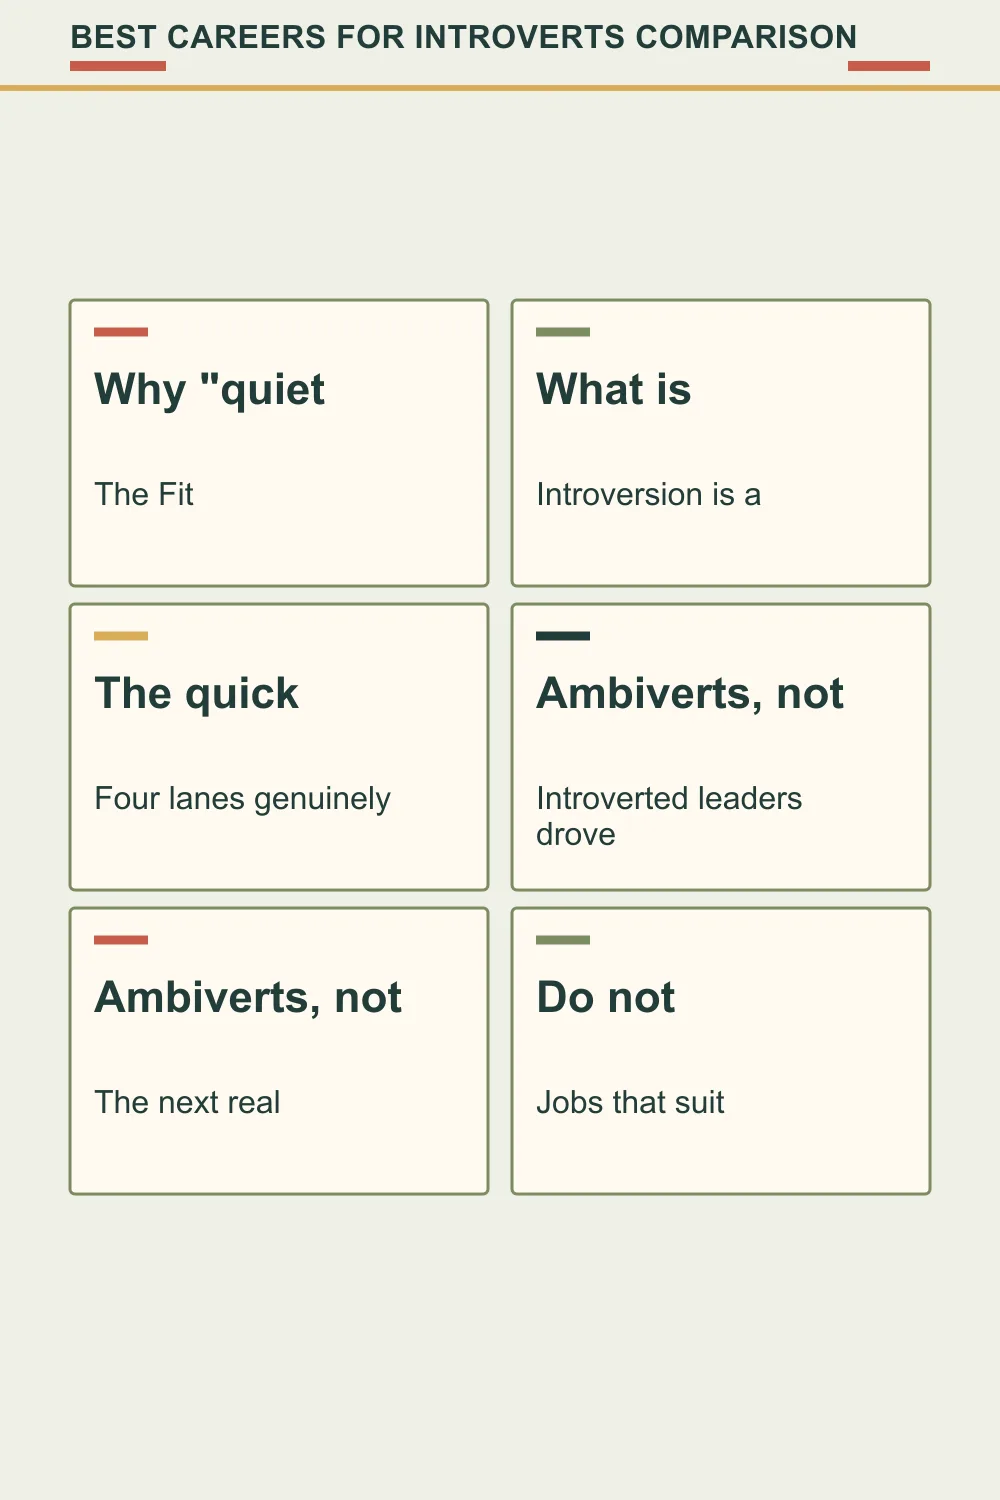 BEST CAREERS FOR INTROVERTS COMPARISON
Why "quiet
The Fit
What is
Introversion is a
The quick
Four lanes genuinely
Ambiverts, not
Introverted leaders
drove
Ambiverts, not
The next real
Do not
Jobs that suit